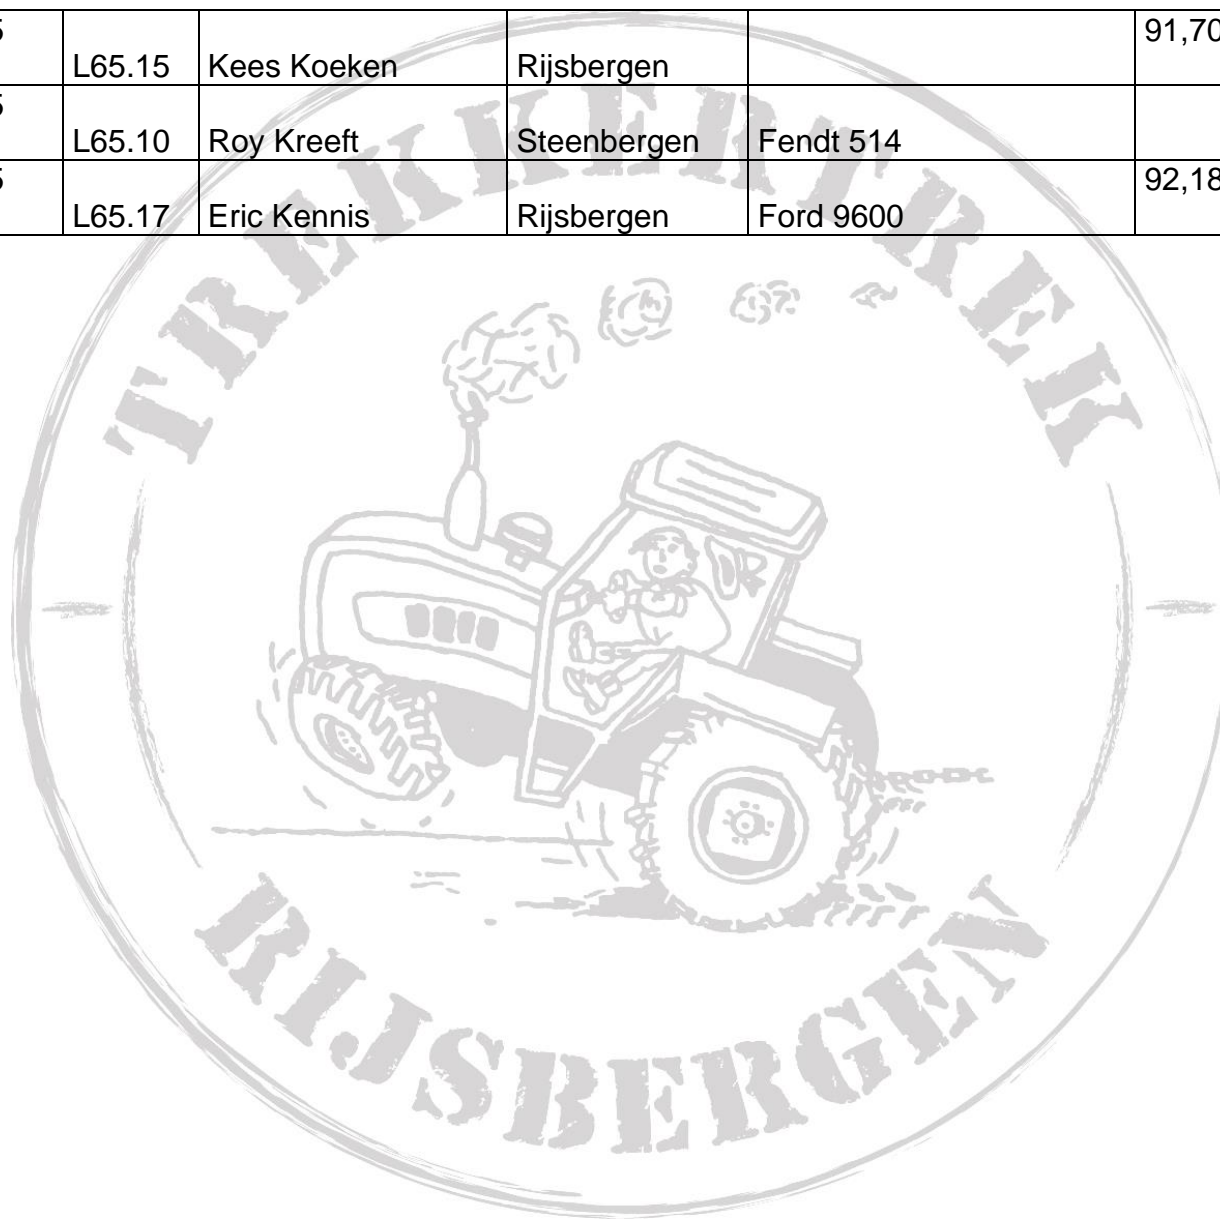 91,70
L65.15 Kees Koeken Rijsbergen
L65.10 Roy Kreeft Steenbergen Fendt 514
92,18
L65.17 Eric Kennis Rijsbergen Ford 9600
TREKKERTREK
RIJSBERGEN